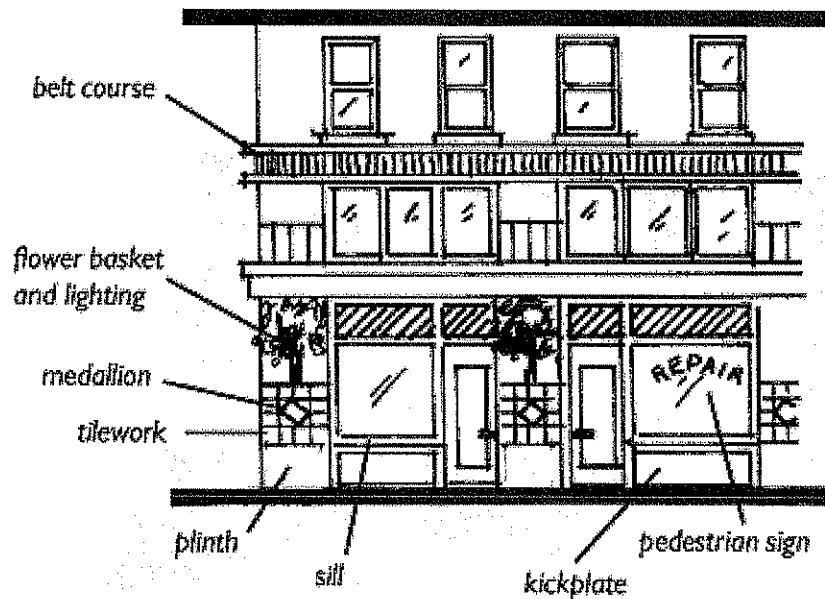 belt course
flower basket
and lighting
medallion
tilework
REPAIR
plinth
sill
kickplate
pedestrian sign